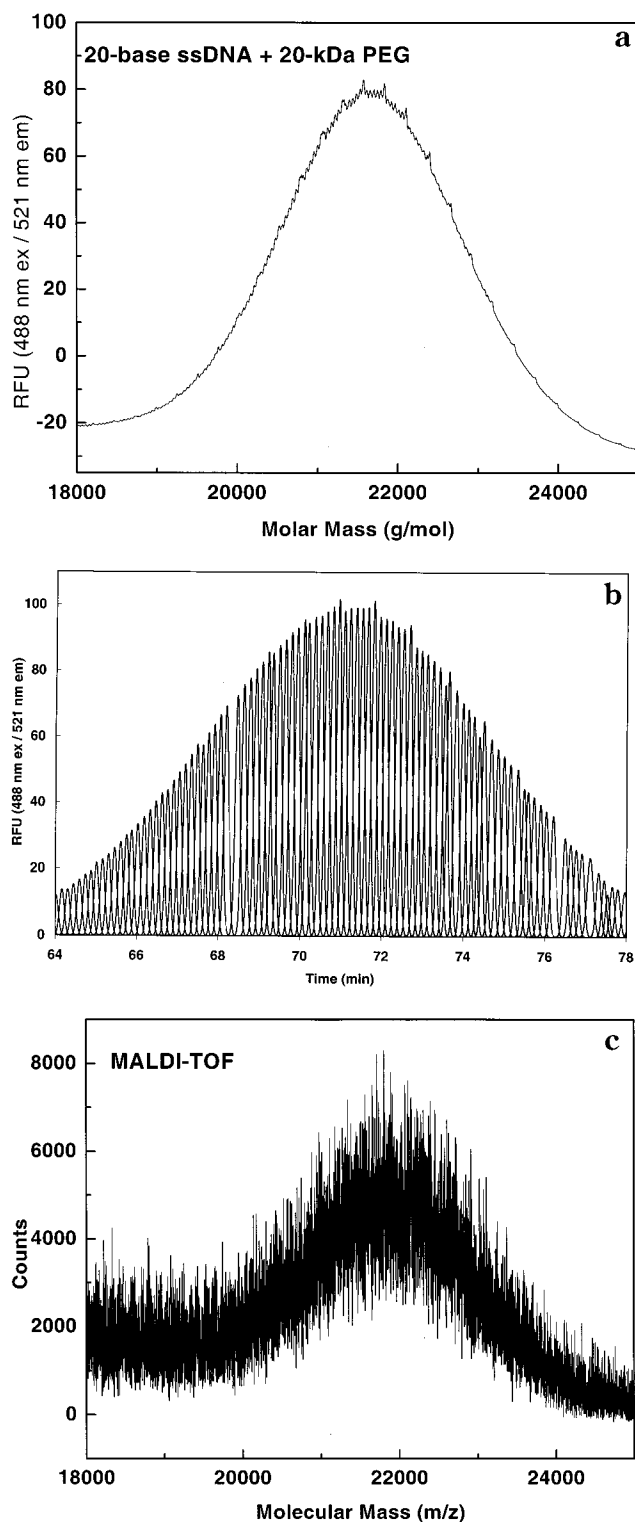 a
20-base ssDNA + 20-kDa PEG
100
80
60
40
20
0
-20
RFU (488 nm ex / 521 nm em)
18000 20000 22000 24000
Molar Mass (g/mol)
b
100
80
60
40
20
0
RFU (488 nm ex / 521 nm em)
64 66 68 70 72 74 76 78
Time (min)
c
MALDI-TOF
8000
6000
4000
2000
0
Counts
18000 20000 22000 24000
Molecular Mass (m/z)